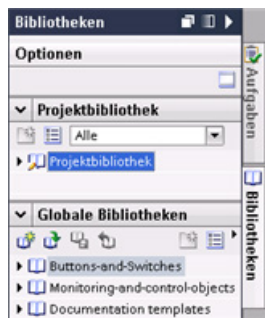 Bibliotheken
Optionen
Projektbibliothek
Alle
Projektbibliothek
Globale Bibliotheken
Buttons-and-Switches
Monitoring-and-control-objects
Documentation templates
Aufgaben
Bibliotheken